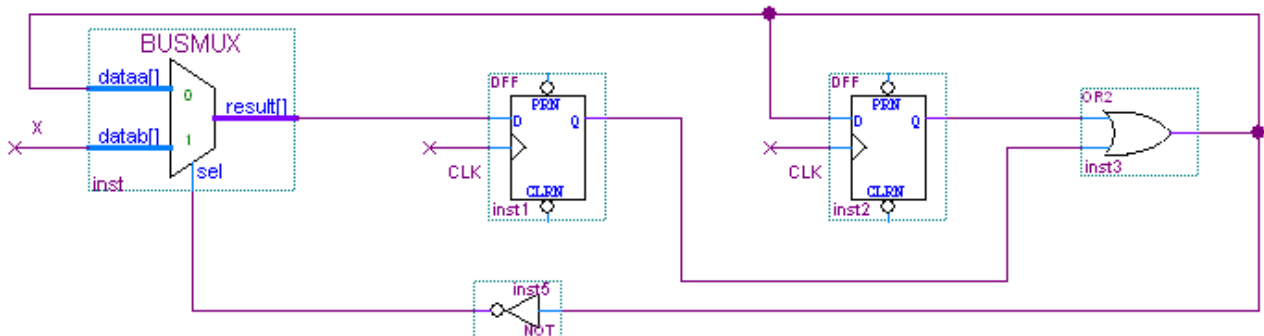 BUSMUX
dataa[]
0
result[]
X
datab[]
1
sel
inst
DFF
PRN
D
Q
CLK
CLRN
inst1
DFF
PRN
D
Q
CLK
CLRN
inst2
OR2
inst3
inst5
NOT